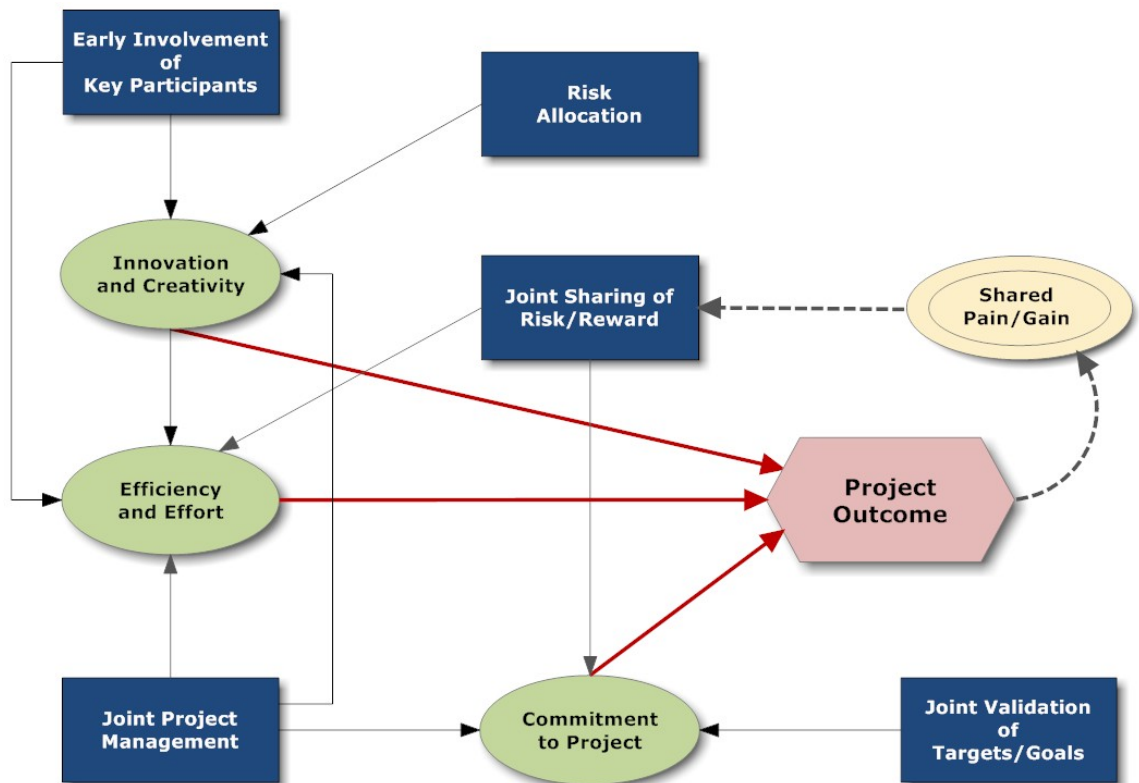 Early Involvement
of
Key Participants
Risk
Allocation
Innovation
and Creativity
Joint Sharing of
Risk/Reward
Shared
Pain/Gain
Efficiency
and Effort
Project
Outcome
Joint Project
Management
Commitment
to Project
Joint Validation
of
Targets/Goals